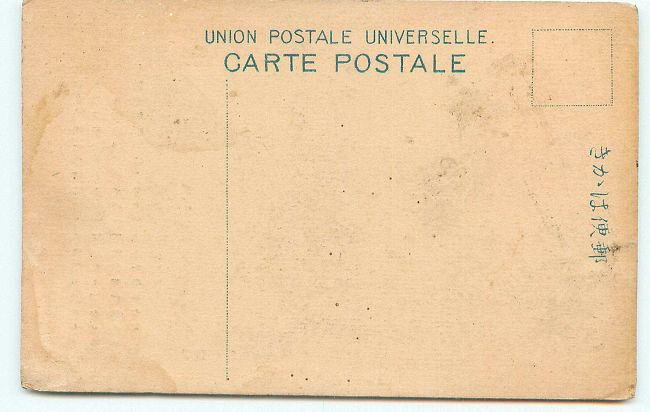 UNION POSTALE UNIVERSELLE.
CARTE POSTALE
きかは便郵